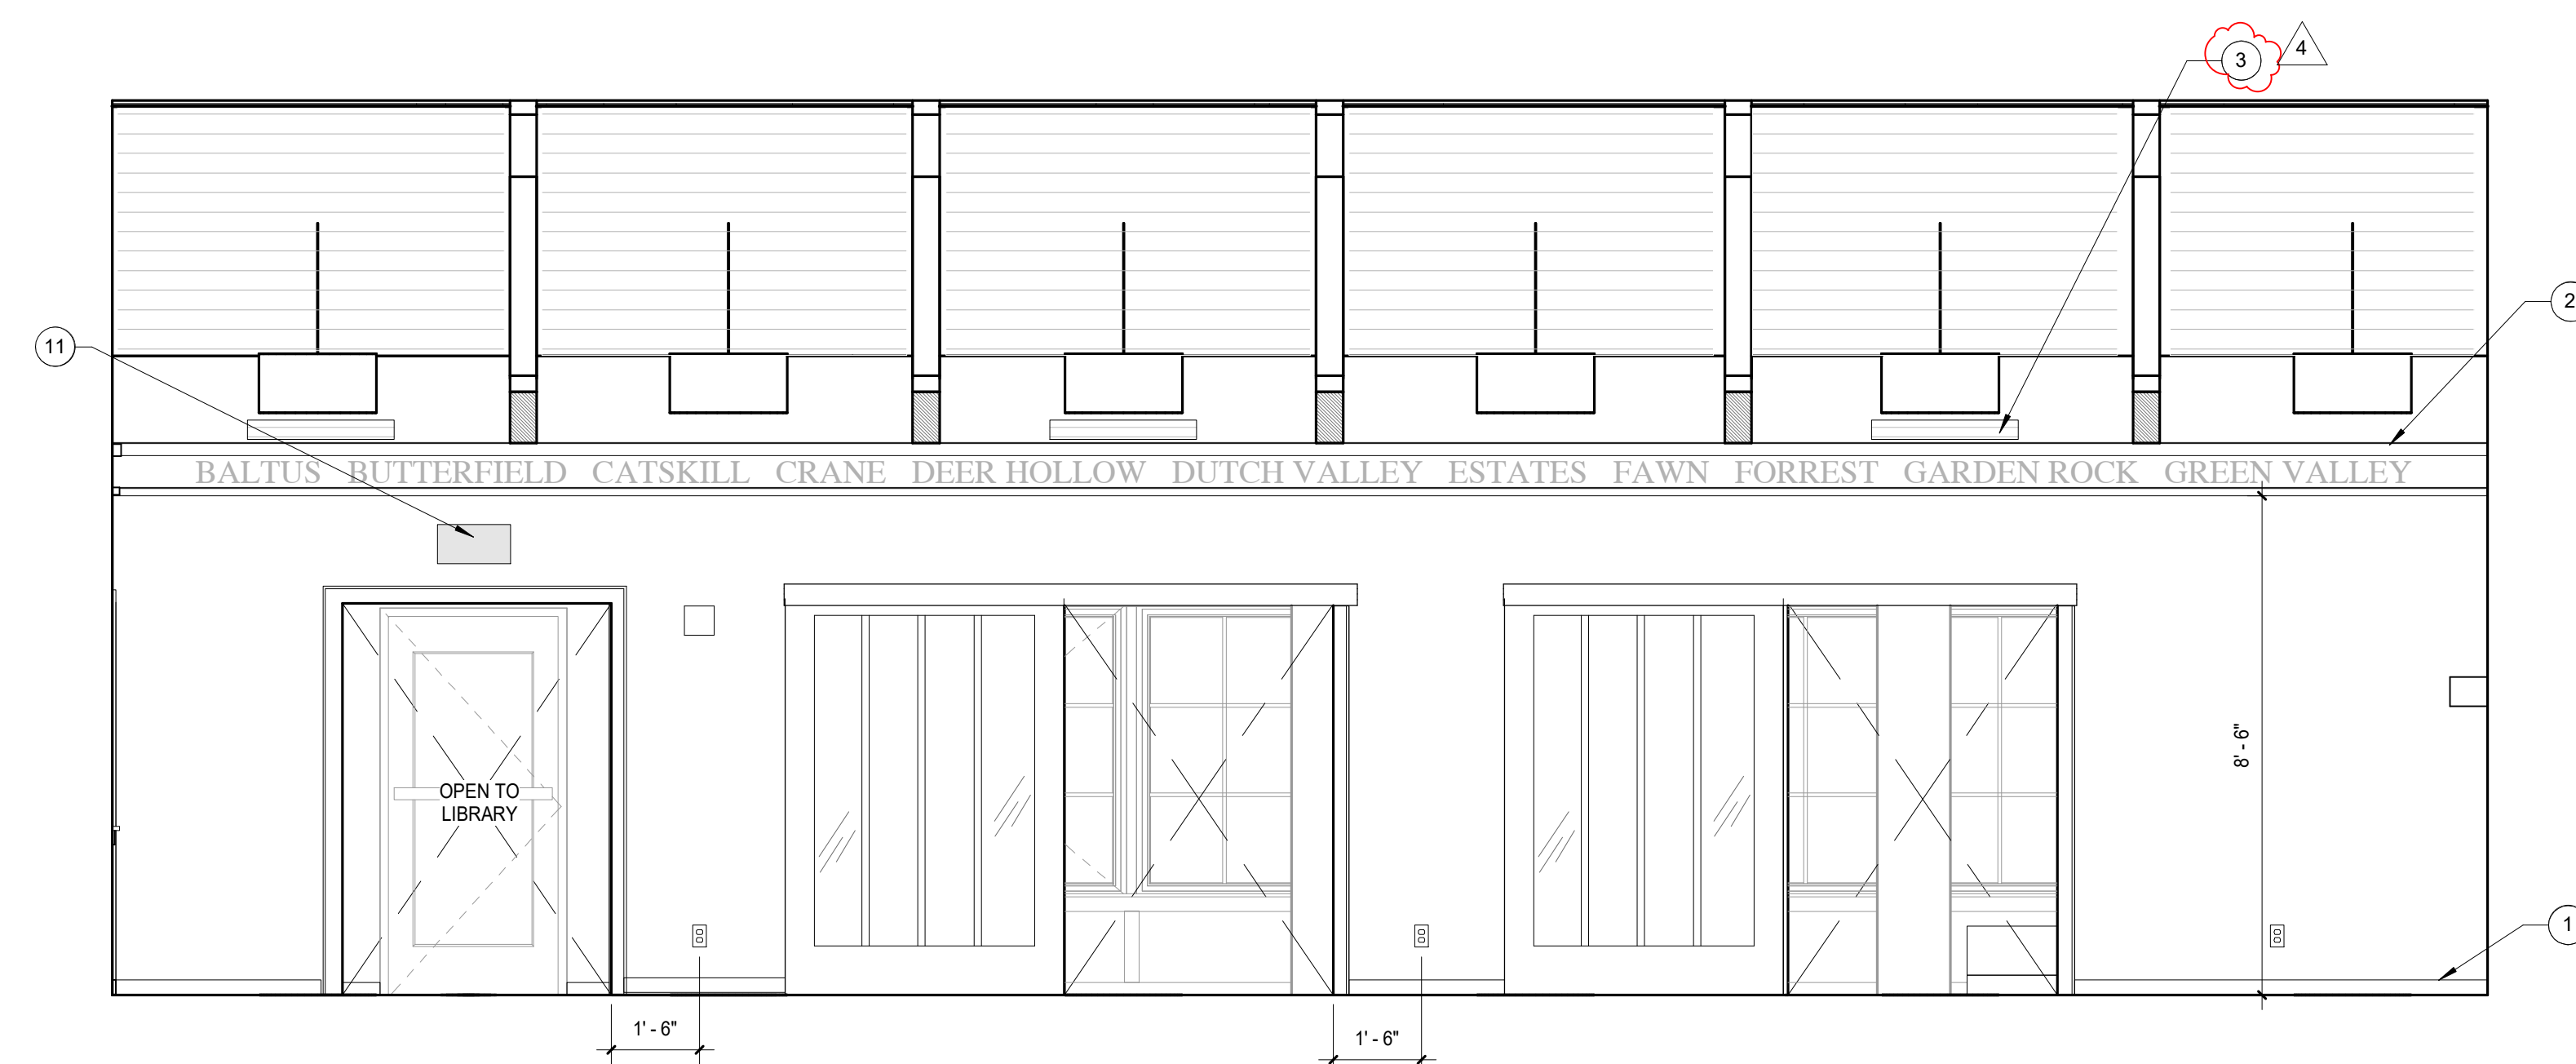 3
4
2
11
BALTUS BUTTERFIELD CATSKILL CRANE DEER HOLLOW DUTCH VALLEY ESTATES FAWN FORREST GARDEN ROCK GREEN VALLEY
8' - 6"
OPEN TO
LIBRARY
1
1' - 6"
1' - 6"